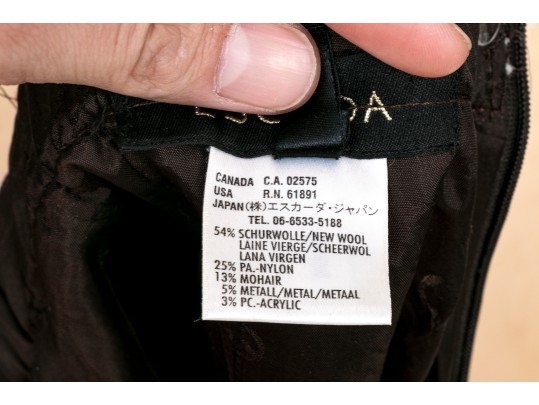 CANADA C.A. 02575
USA R.N. 61891
JAPAN(株)エスカーダ・ジャパン
TEL. 06-6533-5188
54% SCHURWOLLE/NEW WOOL
LAINE VIERGE/SCHEERWOL
LANA VIRGEN
25% PA.-NYLON
13% MOHAIR
5% METALL/METAL/METAAL
3% PC.-ACRYLIC